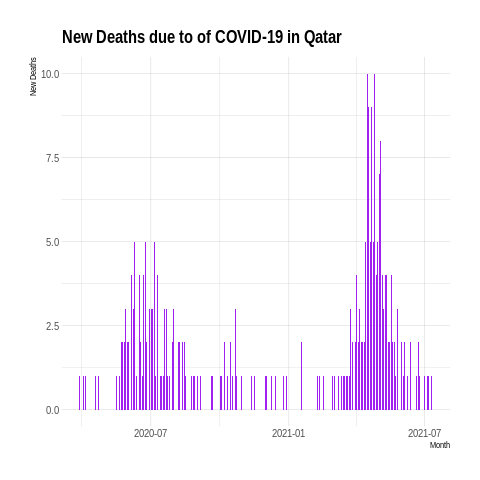 New Deaths due to of COVID-19 in Qatar
New Deaths
10.0
7.5
5.0
2.5
0.0
2020-07
2021-01
2021-07
Month